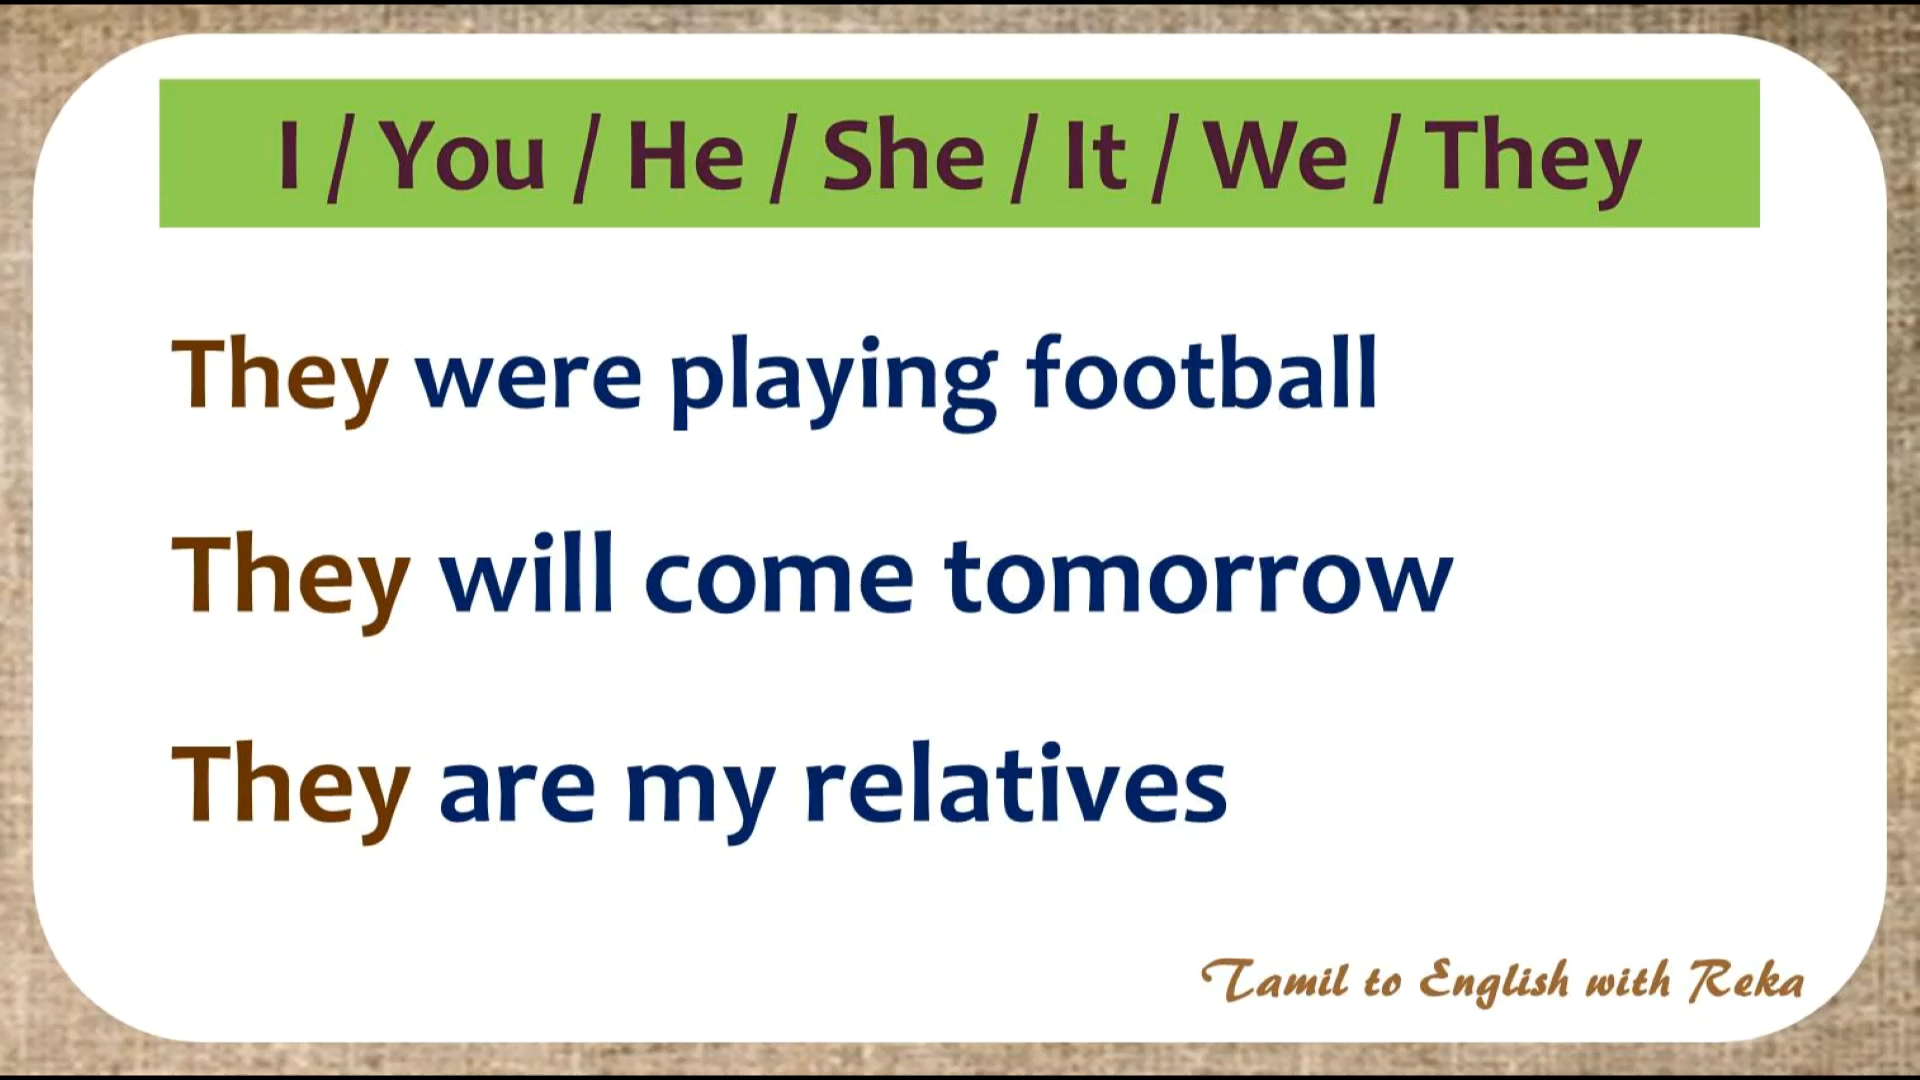 I / You / He / She / It / We / They
They were playing football
They will come tomorrow
They are my relatives
Tamil to English with Reka